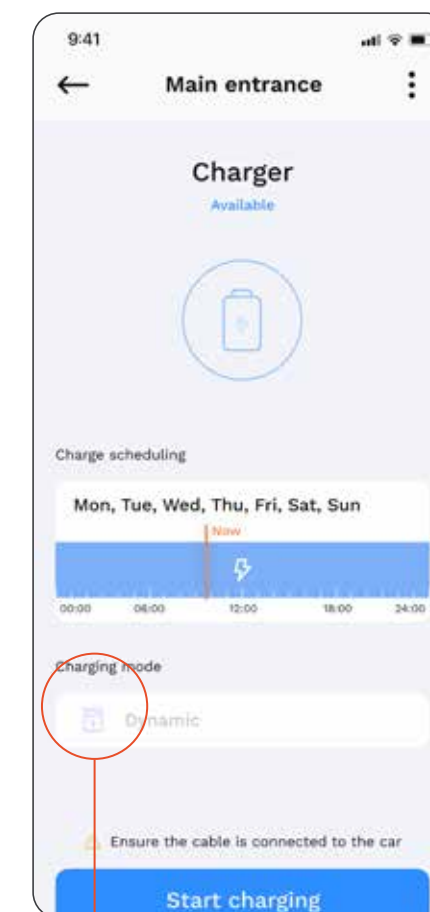 9:41
Main entrance
Charger
Available
Charge scheduling
Mon, Tue, Wed, Thu, Fri, Sat, Sun
Now
00:00 06:00 12:00 18:00 24:00
Charging mode
Dynamic
Ensure the cable is connected to the car
Start charging